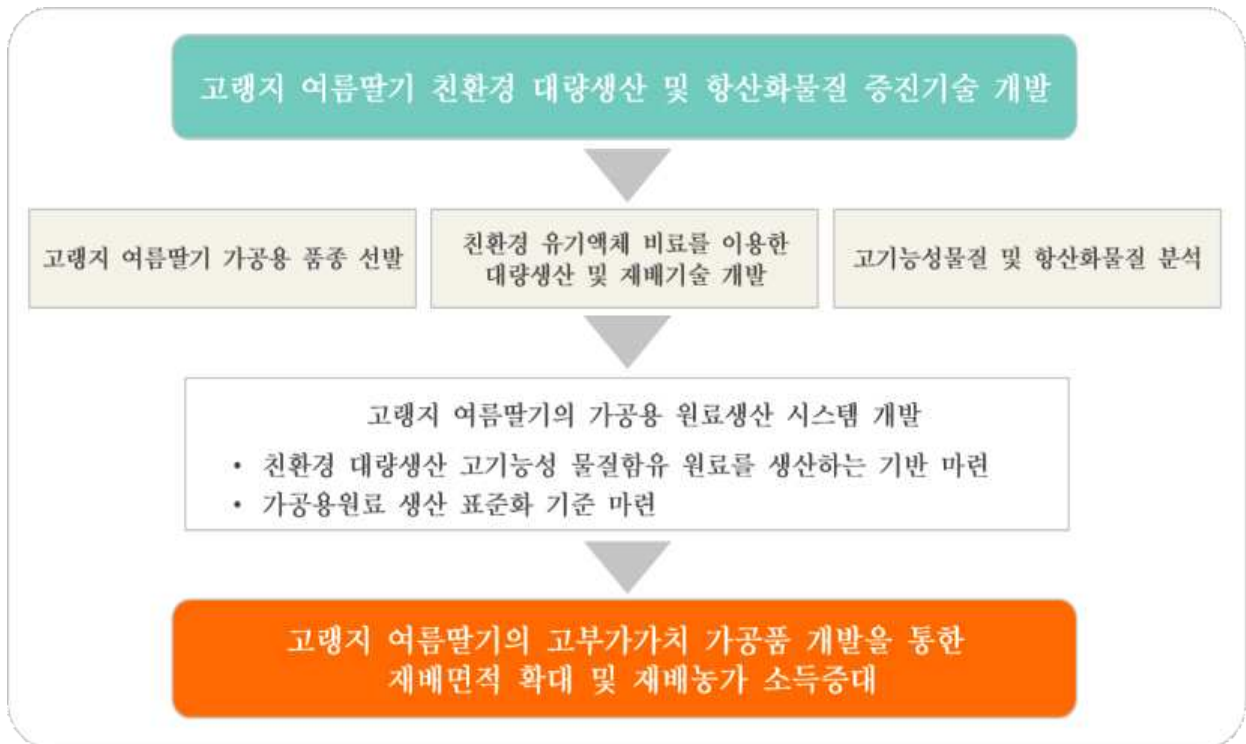 고랭지 여름딸기 친환경 대량생산 및 항산화물질 증진기술 개발
고랭지 여름딸기 가공용 품종 선발
친환경 유기액체 비료를 이용한
대량생산 및 재배기술 개발
고기능성물질 및 항산화물질 분석
고랭지 여름딸기의 가공용 원료생산 시스템 개발
• 친환경 대량생산 고기능성 물질함유 원료를 생산하는 기반 마련
• 가공용원료 생산 표준화 기준 마련
고랭지 여름딸기의 고부가가치 가공품 개발을 통한
재배면적 확대 및 재배농가 소득증대